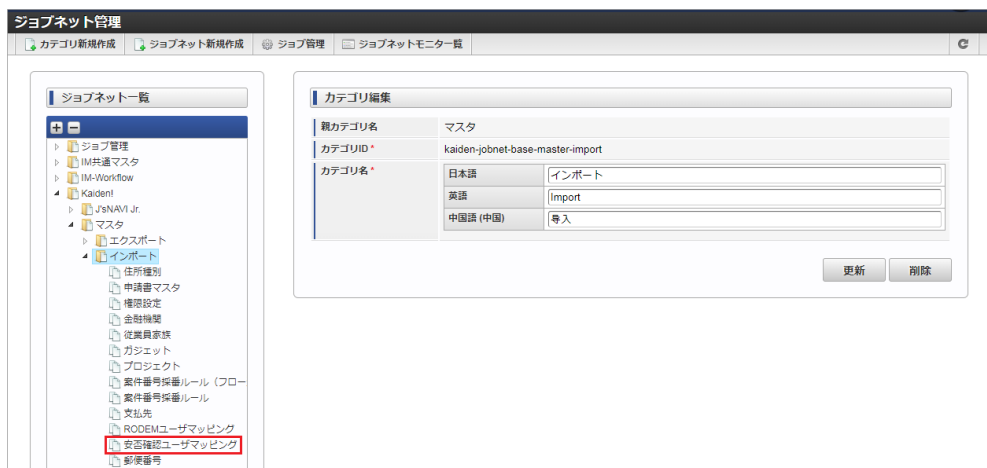 ジョブネット管理
カテゴリ新規作成 ジョブネット新規作成 ジョブ管理 ジョブネットモニター覧
ジョブネット一覧
ジョブ管理
IM共通マスタ
IM-Workflow
Kaiden!
J'sNAVI Jr.
マスタ
エクスポート
インポート
住所種別
申請書マスタ
権限設定
金融機関
従業員家族
ガジェット
プロジェクト
案件番号採番ルール（フロー
案件番号採番ルール
支払先
RODEMユーザマッピング
安否確認ユーザマッピング
郵便番号
カテゴリ編集
親カテゴリ名 マスタ
カテゴリID * kaiden-jobnet-base-master-import
カテゴリ名 * 日本語 インポート
英語 Import
中国語 (中国) 导入
更新 削除